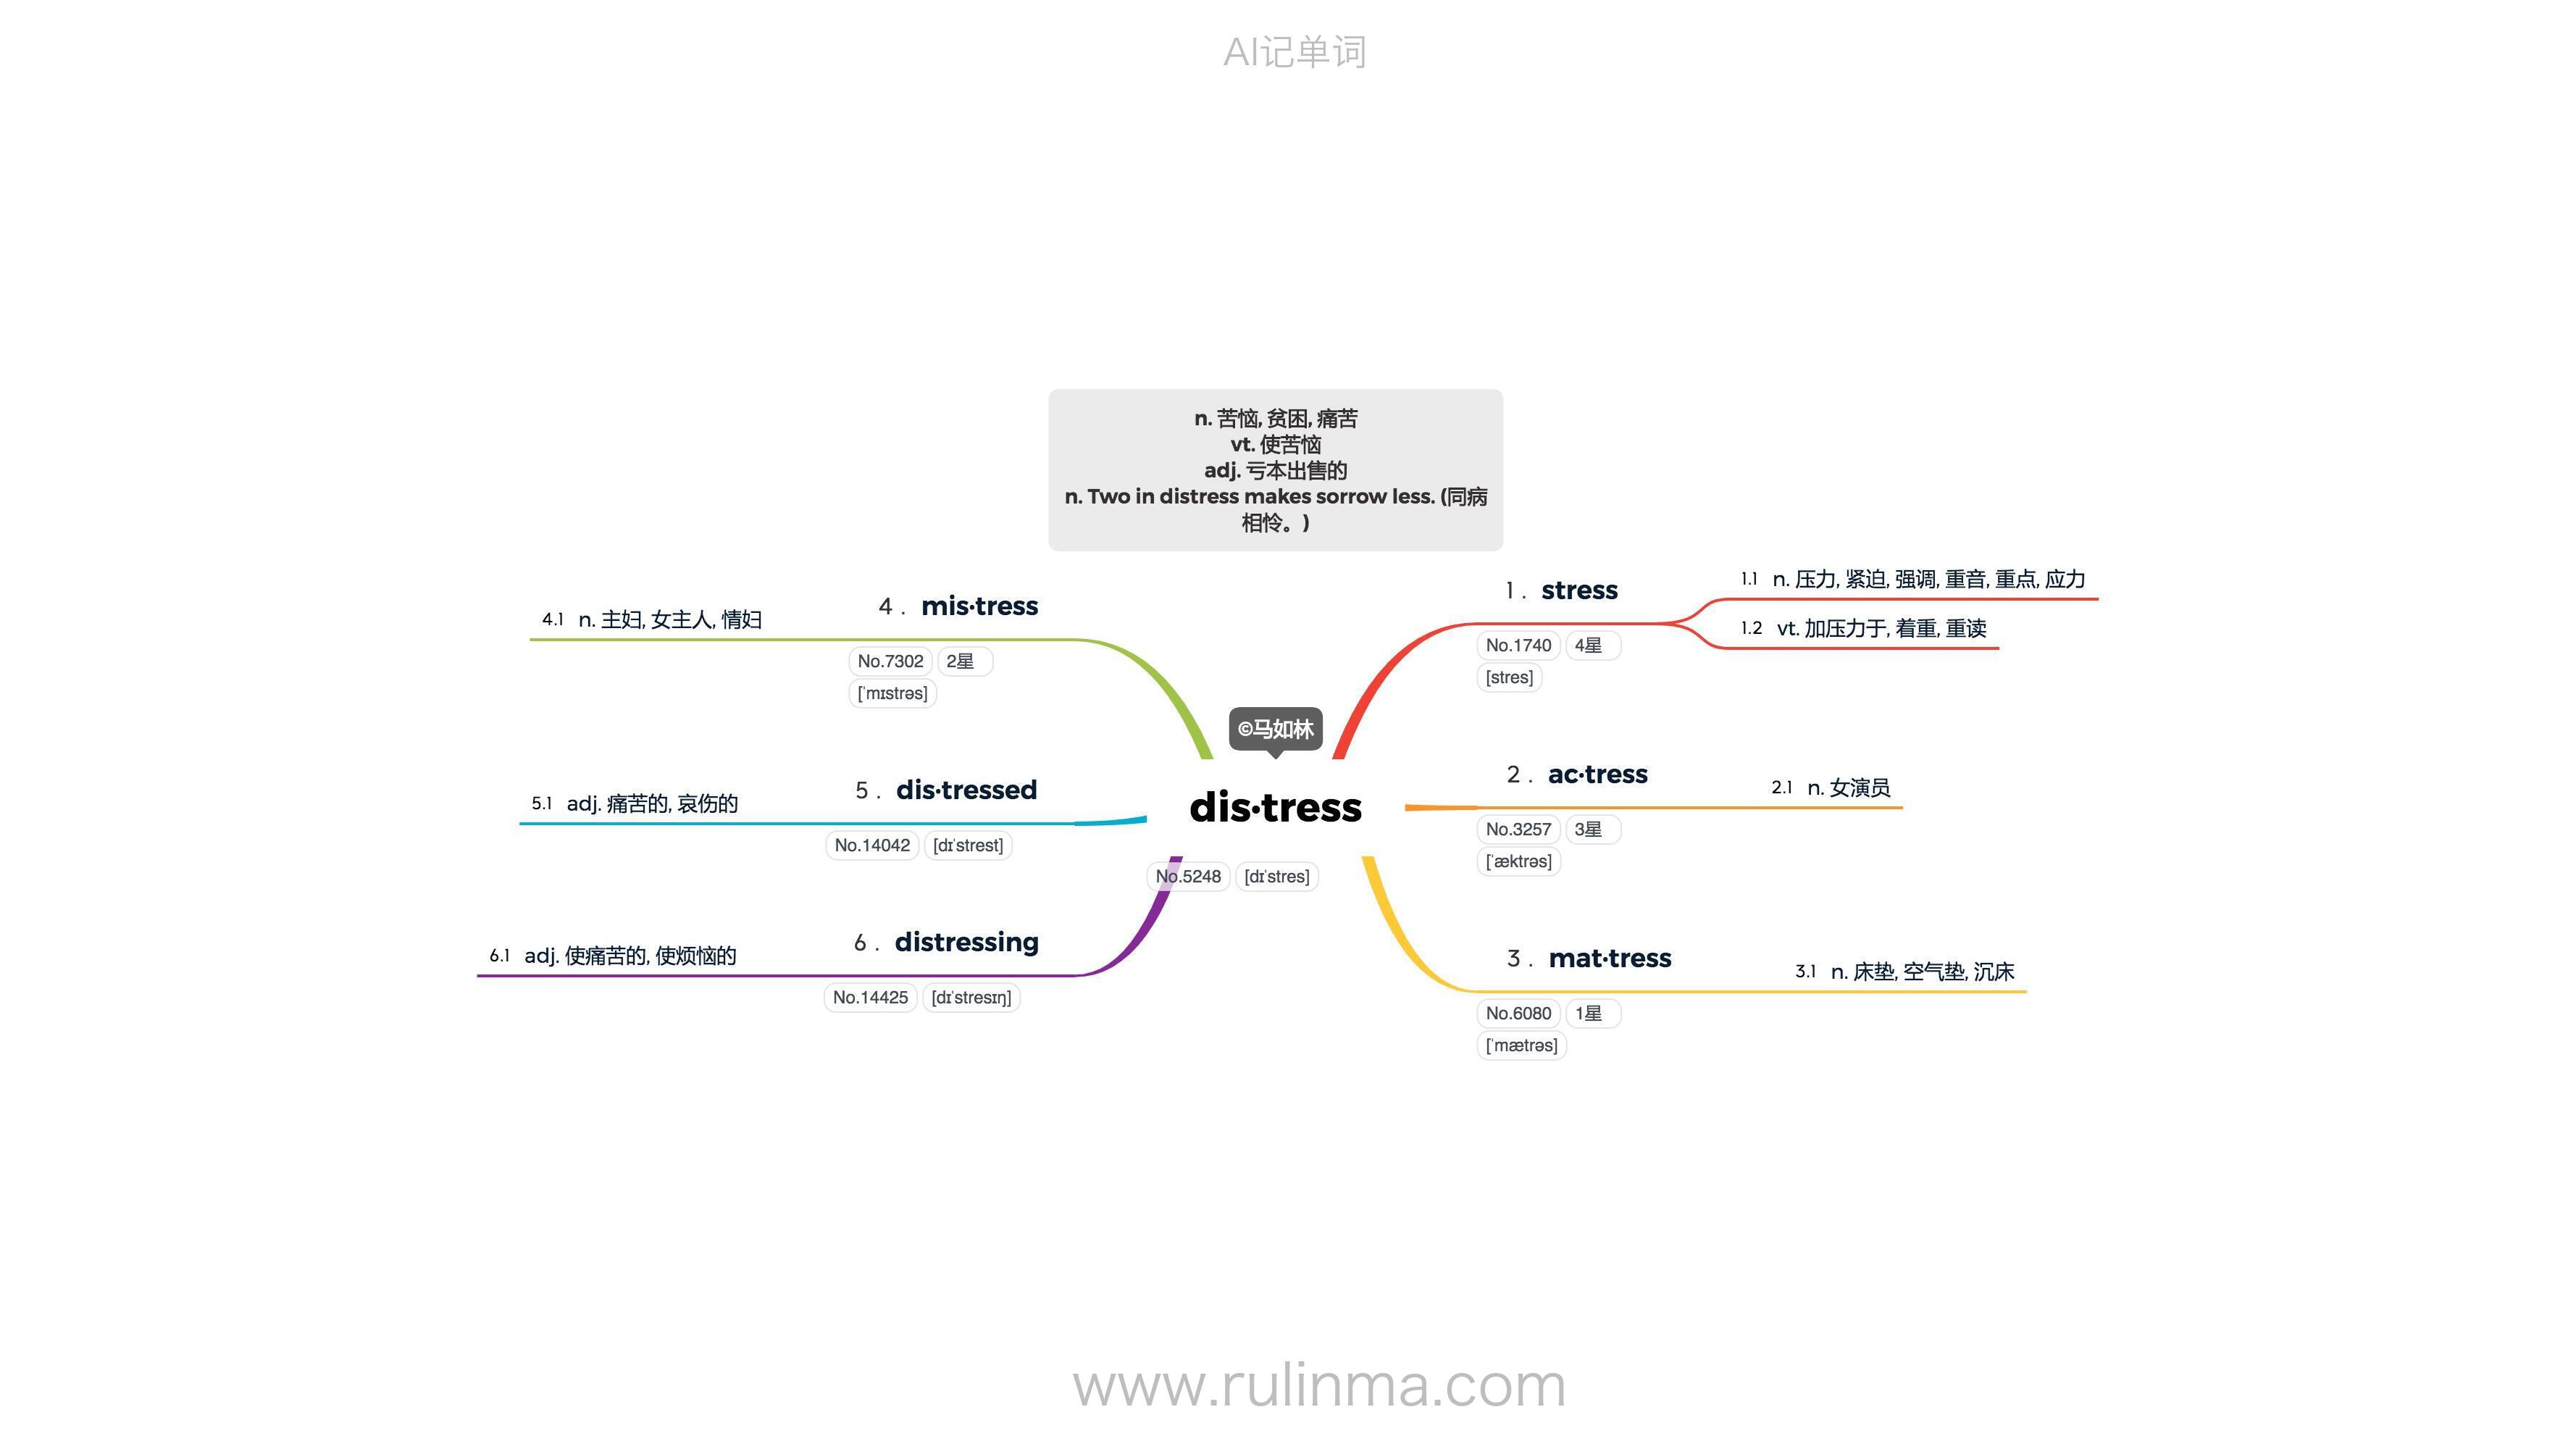 AI记单词
n. 苦恼, 贫困, 痛苦
vt. 使苦恼
adj. 亏本出售的
n. Two in distress makes sorrow less. (同病
相怜。)
©马如林
dis·tress
No.5248 [dɪˈstres]
1 . stress
No.1740 4星
[stres]
1.1 n. 压力, 紧迫, 强调, 重音, 重点, 应力
1.2 vt. 加压力于, 着重, 重读
2 . ac·tress
No.3257 3星
[ˈæktrəs]
2.1 n. 女演员
3 . mat·tress
No.6080 1星
[ˈmætrəs]
3.1 n. 床垫, 空气垫, 沉床
4 . mis·tress
No.7302 2星
[ˈmɪstrəs]
4.1 n. 主妇, 女主人, 情妇
5 . dis·tressed
No.14042 [dɪˈstrest]
5.1 adj. 痛苦的, 哀伤的
6 . distressing
No.14425 [dɪˈstresɪŋ]
6.1 adj. 使痛苦的, 使烦恼的
www.rulinma.com